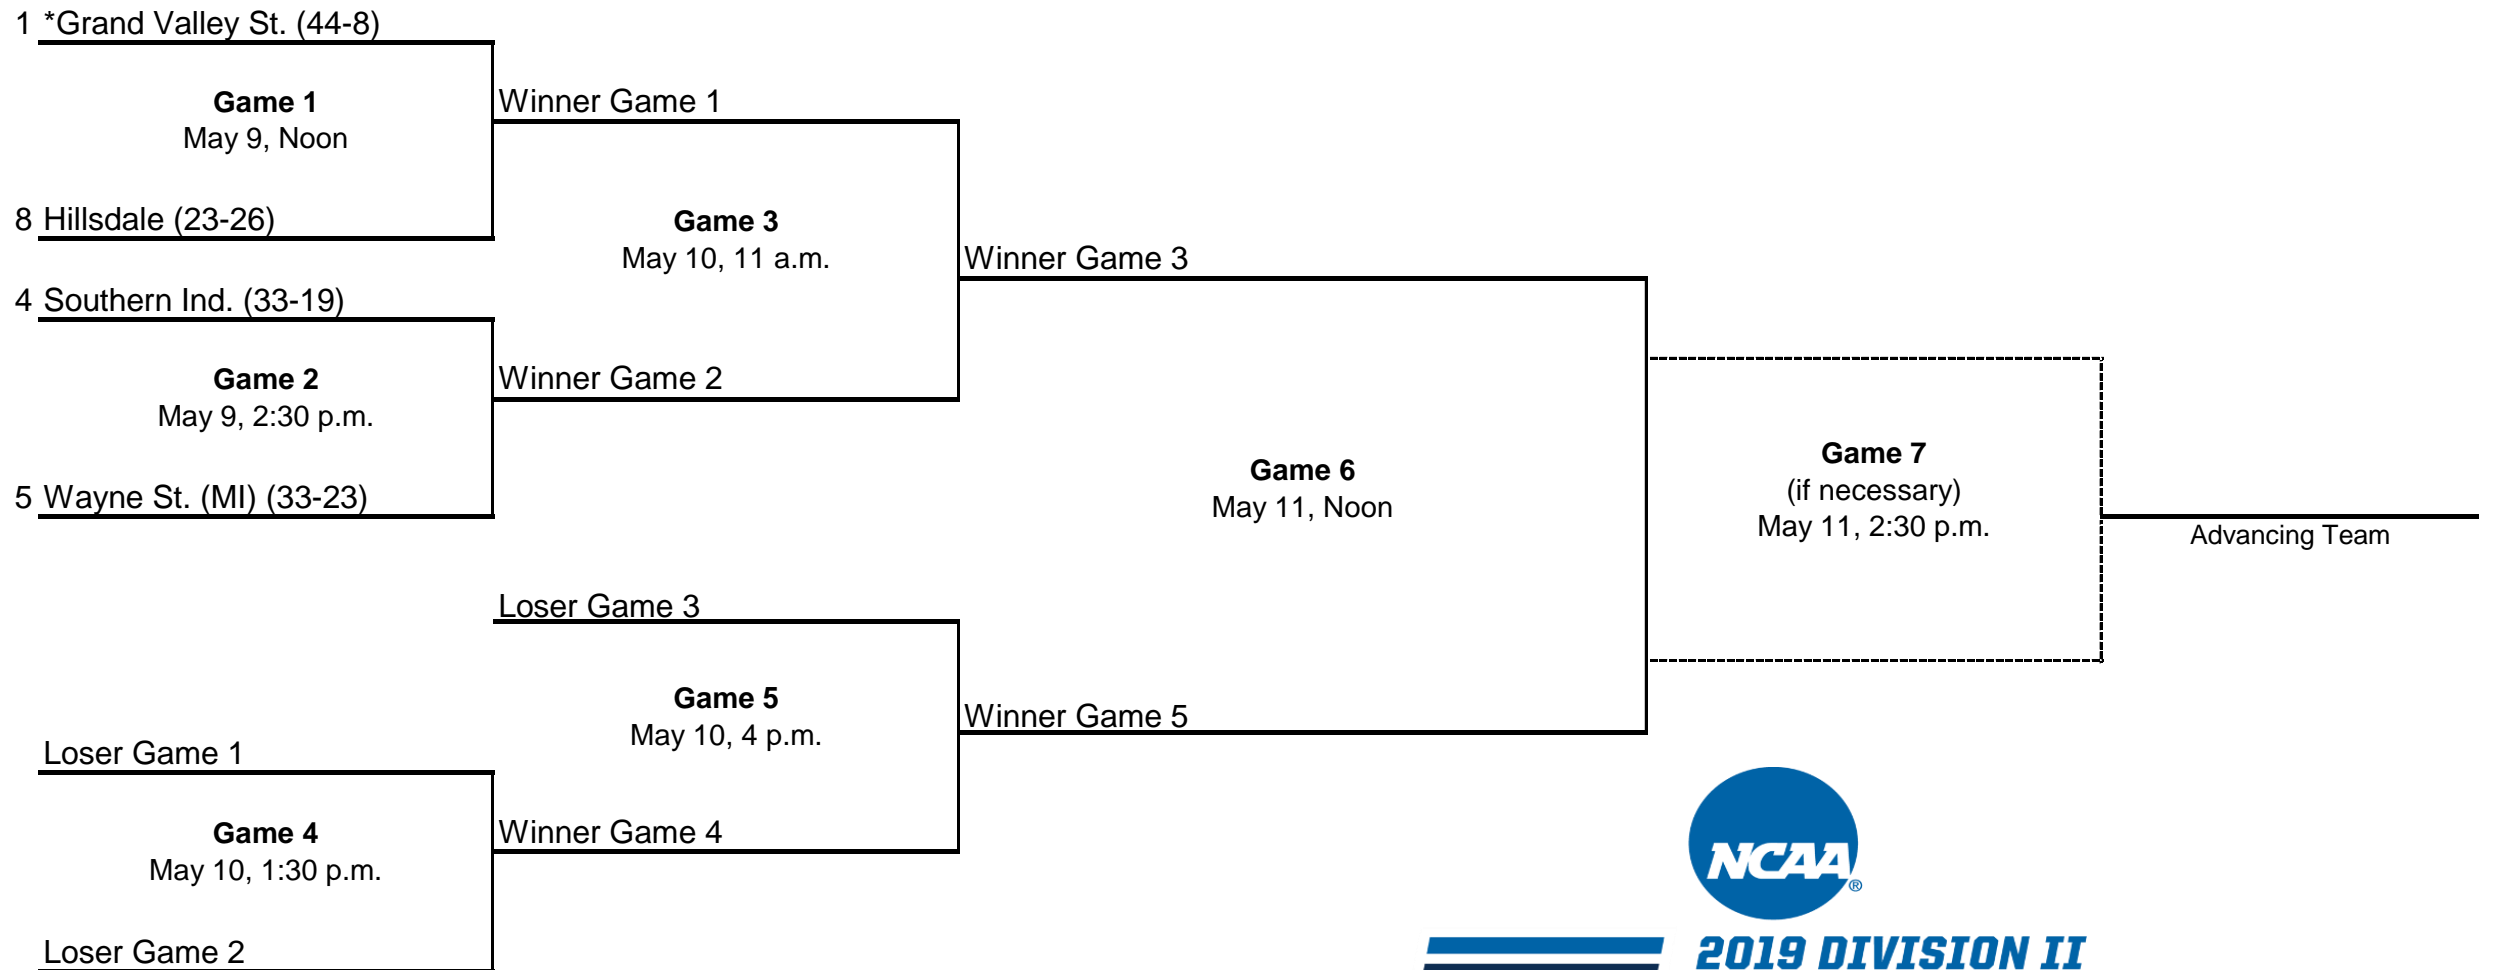 1 *Grand Valley St. (44-8)
Game 1
May 9, Noon
Winner Game 1
8 Hillsdale (23-26)
Game 3
May 10, 11 a.m.
Winner Game 3
4 Southern Ind. (33-19)
Game 2
May 9, 2:30 p.m.
Winner Game 2
5 Wayne St. (MI) (33-23)
Game 6
May 11, Noon
Game 7
(if necessary)
May 11, 2:30 p.m.
Advancing Team
Loser Game 3
Game 5
May 10, 4 p.m.
Winner Game 5
Loser Game 1
Game 4
May 10, 1:30 p.m.
Winner Game 4
Loser Game 2
NCAA®
2019 DIVISION II